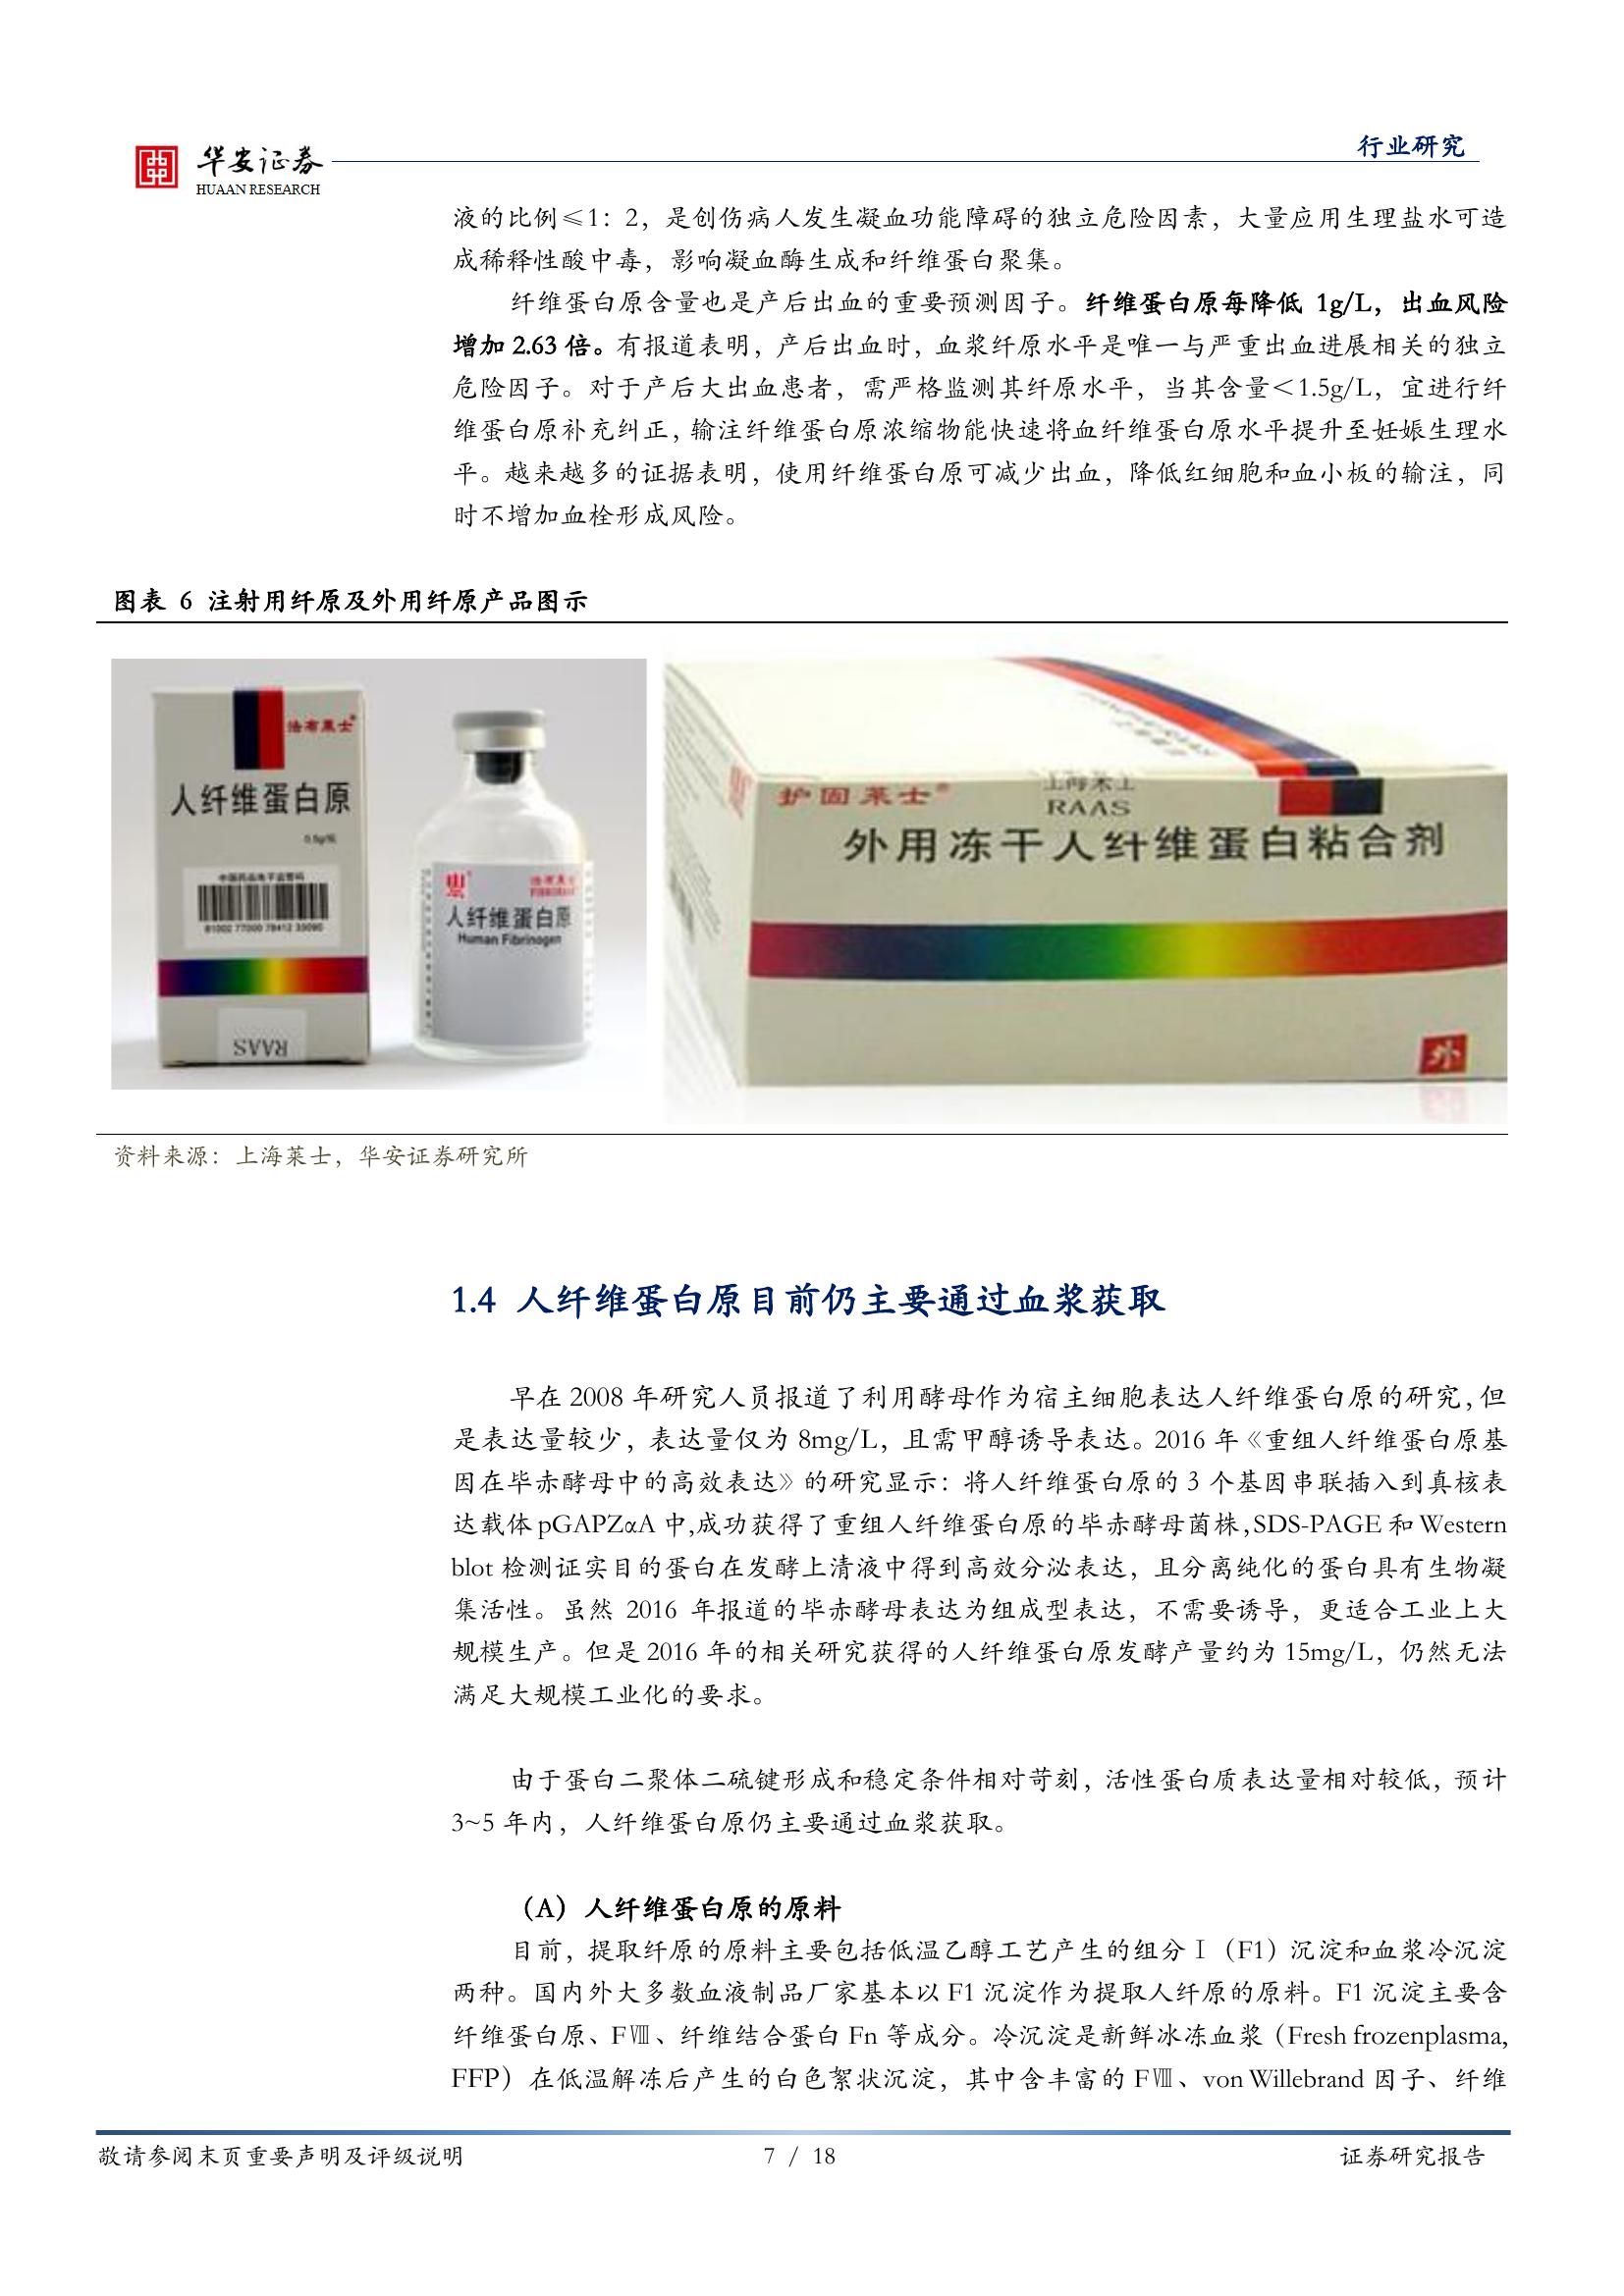 华安证券
HUAAN RESEARCH
行业研究
液的比例≤1：2，是创伤病人发生凝血功能障碍的独立危险因素，大量应用生理盐水可造
成稀释性酸中毒，影响凝血酶生成和纤维蛋白聚集。
纤维蛋白原含量也是产后出血的重要预测因子。纤维蛋白原每降低 1g/L，出血风险
增加 2.63 倍。有报道表明，产后出血时，血浆纤原水平是唯一与严重出血进展相关的独立
危险因子。对于产后大出血患者，需严格监测其纤原水平，当其含量＜1.5g/L，宜进行纤
维蛋白原补充纠正，输注纤维蛋白原浓缩物能快速将血纤维蛋白原水平提升至妊娠生理水
平。越来越多的证据表明，使用纤维蛋白原可减少出血，降低红细胞和血小板的输注，同
时不增加血栓形成风险。
图表 6 注射用纤原及外用纤原产品图示
法布莱士®
人纤维蛋白原
0.5g/瓶
中国药品电子监管码
81002 77000 78412 33090
RAAS
法布莱士
人纤维蛋白原
Human Fibrinogen
护固莱士®
上海莱士
RAAS
外用冻干人纤维蛋白粘合剂
外
资料来源：上海莱士，华安证券研究所
1.4 人纤维蛋白原目前仍主要通过血浆获取
早在 2008 年研究人员报道了利用酵母作为宿主细胞表达人纤维蛋白原的研究，但
是表达量较少，表达量仅为 8mg/L，且需甲醇诱导表达。2016 年《重组人纤维蛋白原基
因在毕赤酵母中的高效表达》的研究显示：将人纤维蛋白原的 3 个基因串联插入到真核表
达载体 pGAPZαA 中,成功获得了重组人纤维蛋白原的毕赤酵母菌株,SDS-PAGE 和 Western
blot 检测证实目的蛋白在发酵上清液中得到高效分泌表达，且分离纯化的蛋白具有生物凝
集活性。虽然 2016 年报道的毕赤酵母表达为组成型表达，不需要诱导，更适合工业上大
规模生产。但是 2016 年的相关研究获得的人纤维蛋白原发酵产量约为 15mg/L，仍然无法
满足大规模工业化的要求。
由于蛋白二聚体二硫键形成和稳定条件相对苛刻，活性蛋白质表达量相对较低，预计
3~5 年内，人纤维蛋白原仍主要通过血浆获取。
（A）人纤维蛋白原的原料
目前，提取纤原的原料主要包括低温乙醇工艺产生的组分Ⅰ（F1）沉淀和血浆冷沉淀
两种。国内外大多数血液制品厂家基本以 F1 沉淀作为提取人纤原的原料。F1 沉淀主要含
纤维蛋白原、FⅧ、纤维结合蛋白 Fn 等成分。冷沉淀是新鲜冰冻血浆（Fresh frozenplasma,
FFP）在低温解冻后产生的白色絮状沉淀，其中含丰富的 FⅧ、von Willebrand 因子、纤维
敬请参阅末页重要声明及评级说明
7 / 18
证券研究报告